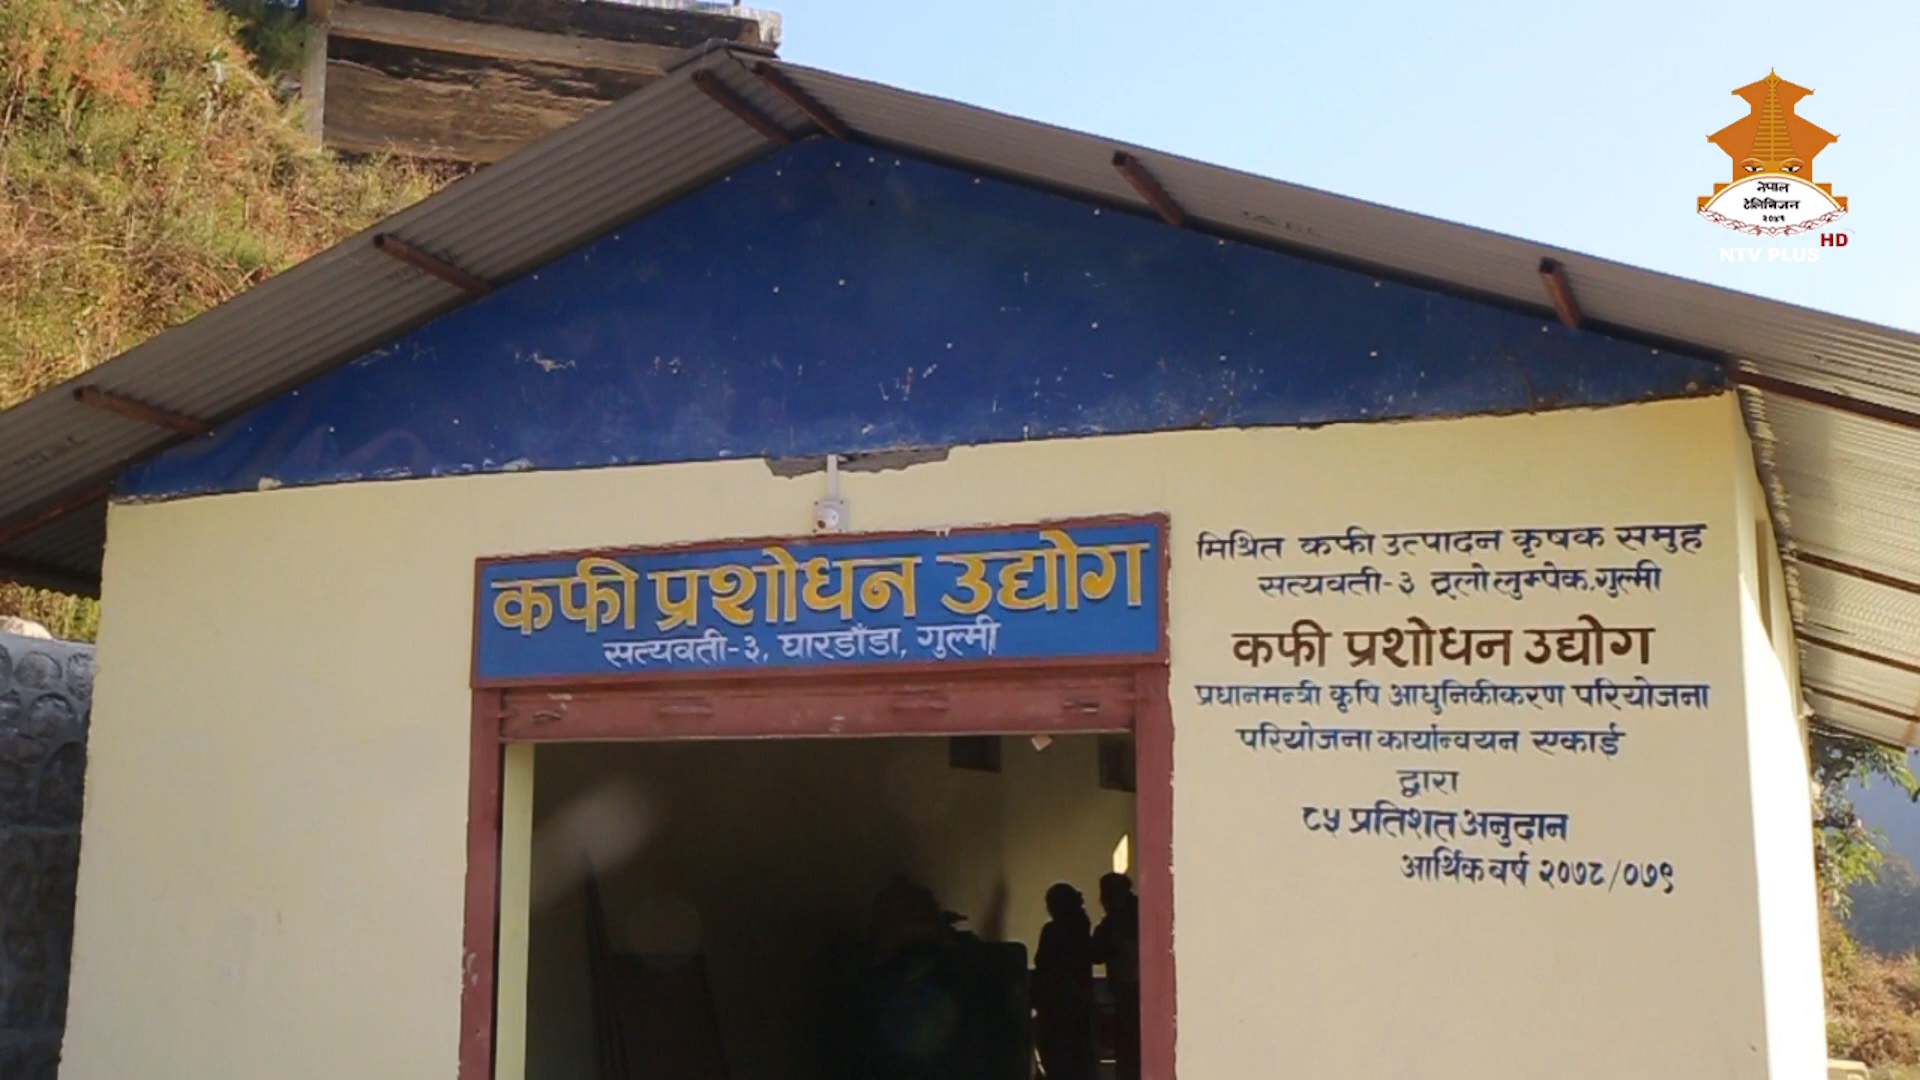 नेपाल
टेलिभिजन
२०४१
HD
NTV PLUS
कफी प्रशोधन उद्योग
सत्यवती-३, घारडाँडा, गुल्मी
मिश्रित कफी उत्पादन कृषक समुह
सत्यवती-३ ठूलो लुम्पेक, गुल्मी
कफी प्रशोधन उद्योग
प्रधानमन्त्री कृषि आधुनिकीकरण परियोजना
परियोजना कार्यान्वयन एकाई
द्वारा
८५ प्रतिशत अनुदान
आर्थिक बर्ष २०७८/०७९